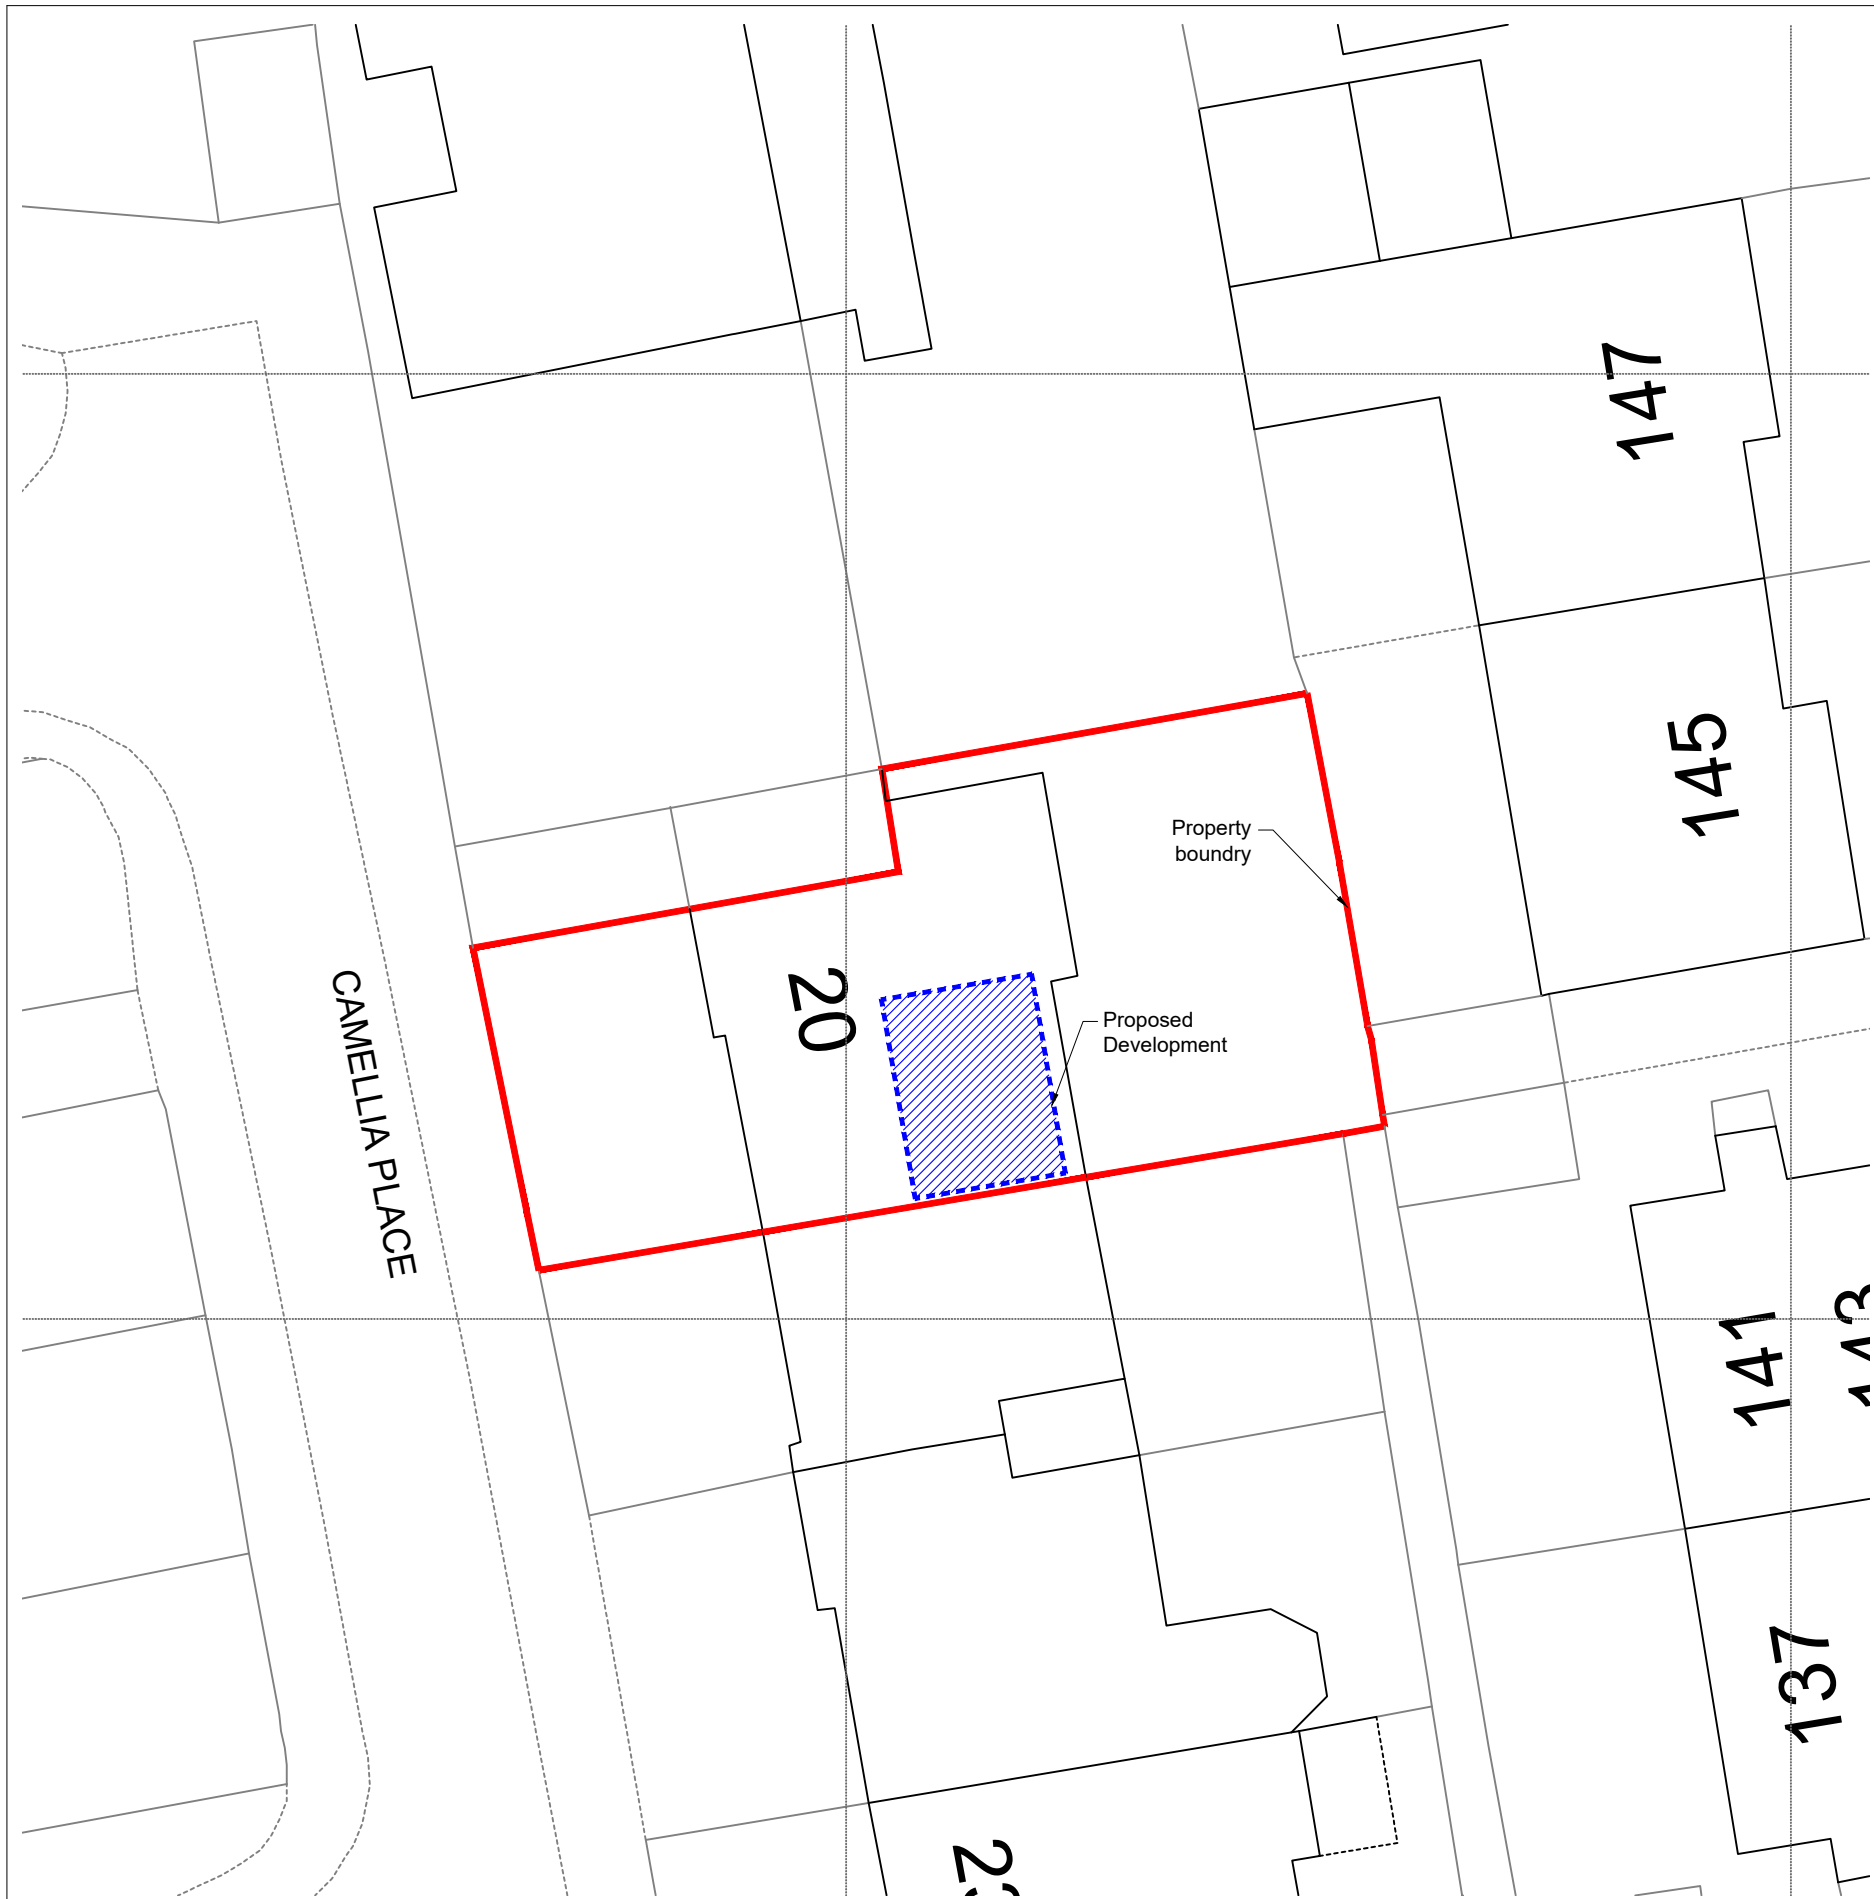 147
145
Property
boundry
20
CAMELLIA PLACE
Proposed
Development
141
137